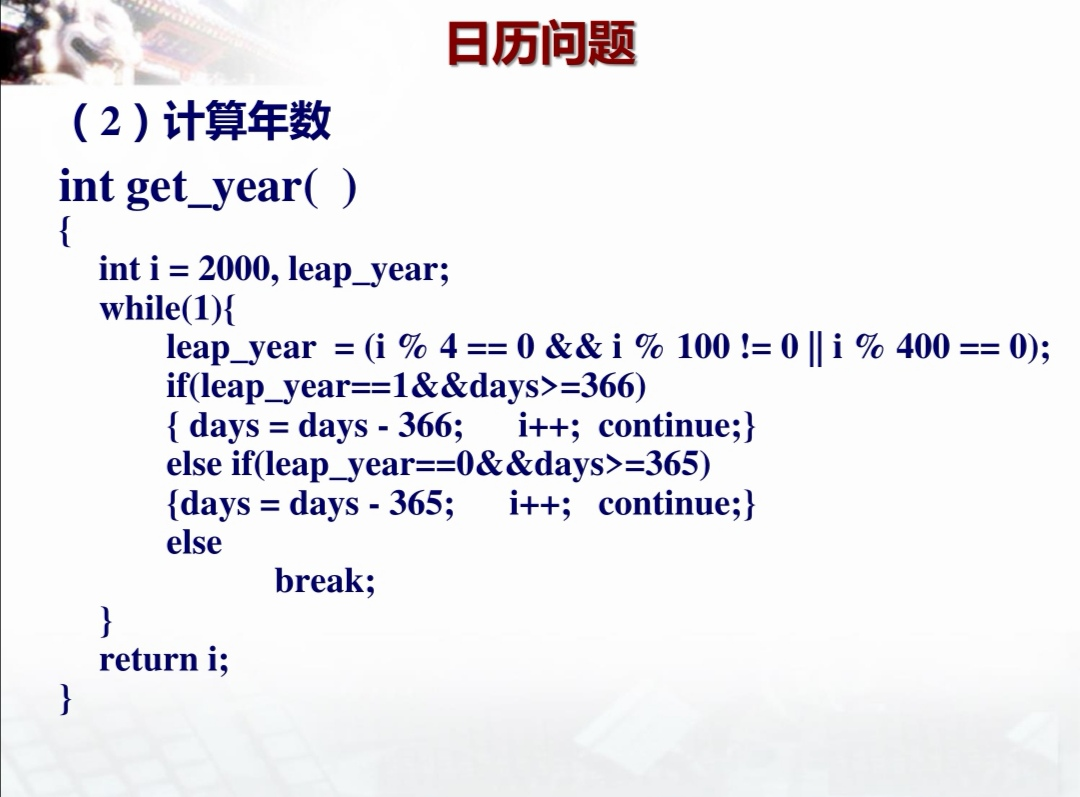 日历问题
（2）计算年数
int get_year( )
{
int i = 2000, leap_year;
while(1){
leap_year = (i % 4 == 0 && i % 100 != 0 || i % 400 == 0);
if(leap_year==1&&days>=366)
{ days = days - 366; i++; continue;}
else if(leap_year==0&&days>=365)
{days = days - 365; i++; continue;}
else
break;
}
return i;
}